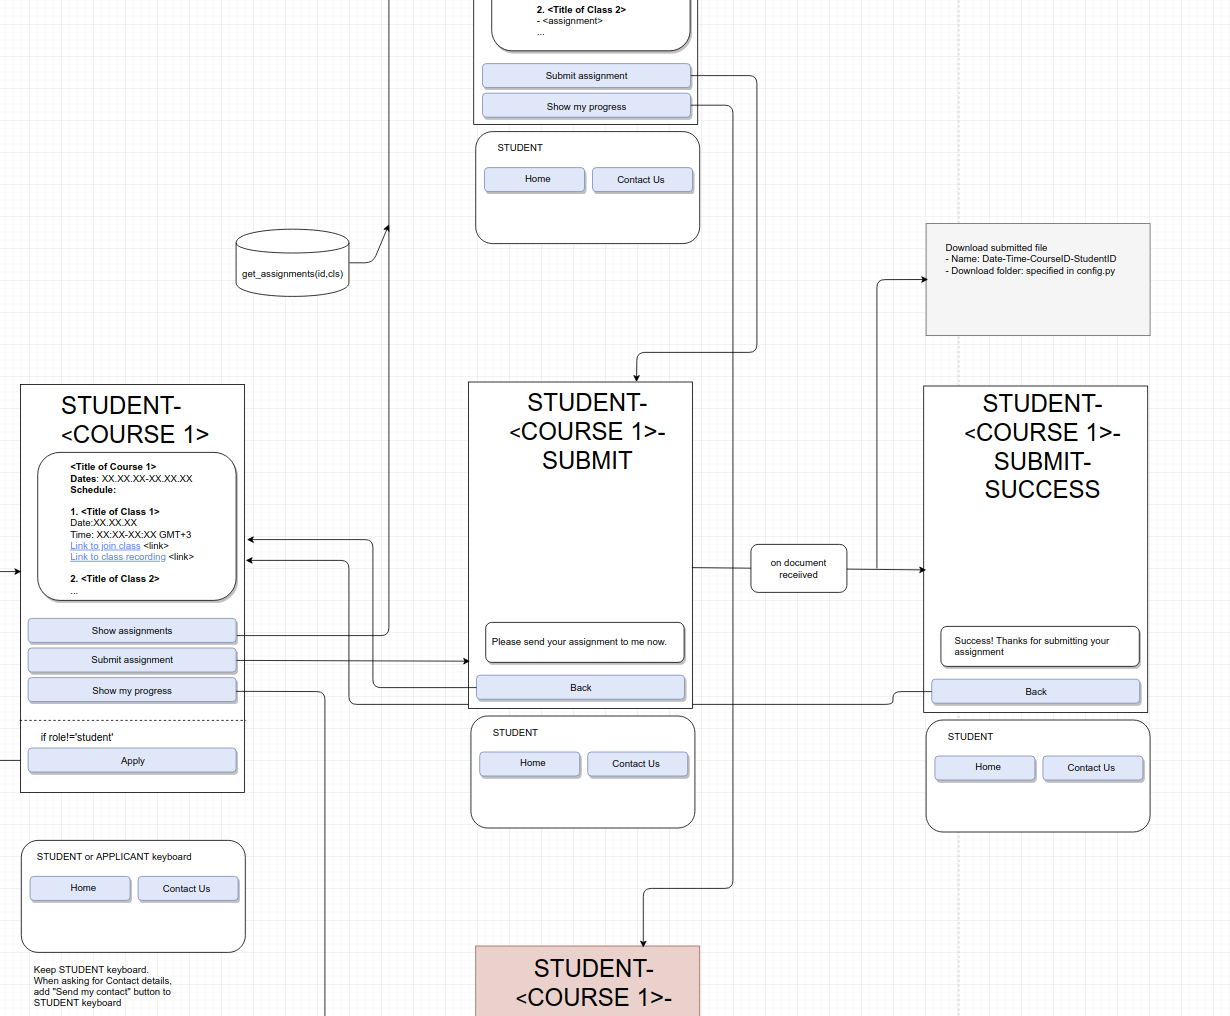 2. <Title of Class 2>
- <assignment>
...
Submit assignment
Show my progress
STUDENT
Home
Contact Us
get_assignments(id,cls)
Download submitted file
- Name: Date-Time-CourseID-StudentID
- Download folder: specified in config.py
STUDENT-
<COURSE 1>
<Title of Course 1>
Dates: XX.XX.XX-XX.XX.XX
Schedule:
1. <Title of Class 1>
Date:XX.XX.XX
Time: XX:XX-XX:XX GMT+3
Link to join class <link>
Link to class recording <link>
2. <Title of Class 2>
...
Show assignments
Submit assignment
Show my progress
if role!='student'
Apply
STUDENT or APPLICANT keyboard
Home
Contact Us
Keep STUDENT keyboard.
When asking for Contact details,
add "Send my contact" button to
STUDENT keyboard
STUDENT-
<COURSE 1>-
SUBMIT
Please send your assignment to me now.
Back
STUDENT
Home
Contact Us
on document
receiived
STUDENT-
<COURSE 1>-
SUBMIT-
SUCCESS
Success! Thanks for submitting your
assignment
Back
STUDENT
Home
Contact Us
STUDENT-
<COURSE 1>-